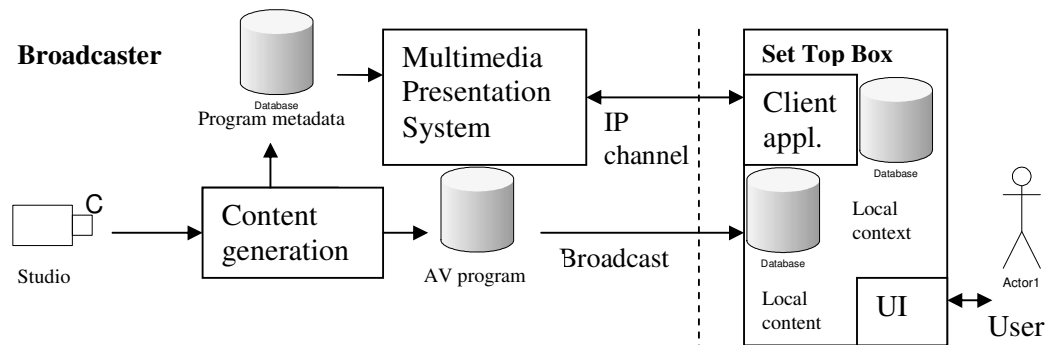 Broadcaster
Database
Program metadata
Multimedia
Presentation
System
IP
channel
Set Top Box
Client
appl.
Database
Local
context
C
Studio
Content
generation
AV program
Broadcast
Database
Local
content
UI
Actor1
User